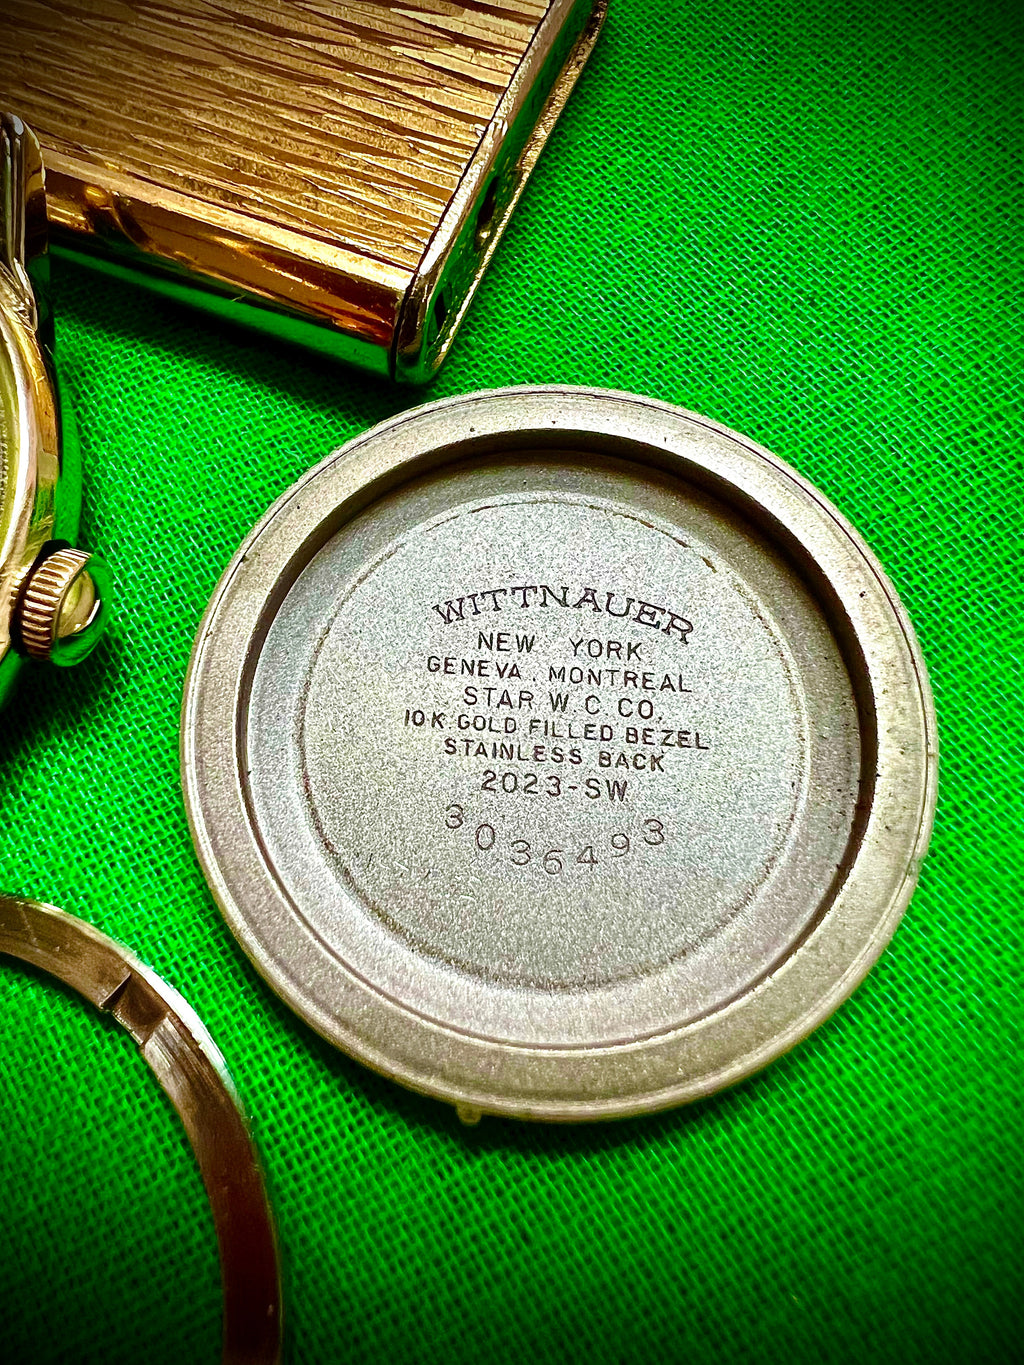 WITTNAUER
NEW YORK
GENEVA . MONTREAL
STAR W. C. CO.
10K GOLD FILLED BEZEL
STAINLESS BACK
2023-SW
3036493